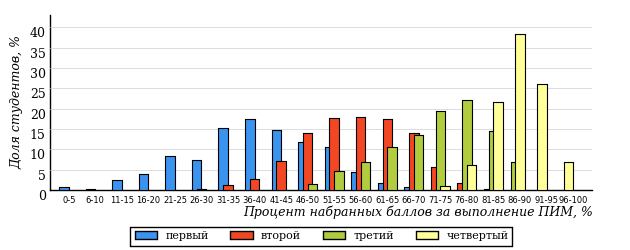 Доля студентов, %
40
35
30
25
20
15
10
5
0
0-5 6-10 11-15 16-20 21-25 26-30 31-35 36-40 41-45 46-50 51-55 56-60 61-65 66-70 71-75 76-80 81-85 86-90 91-95 96-100
Процент набранных баллов за выполнение ПИМ, %
первый второй третий четвертый